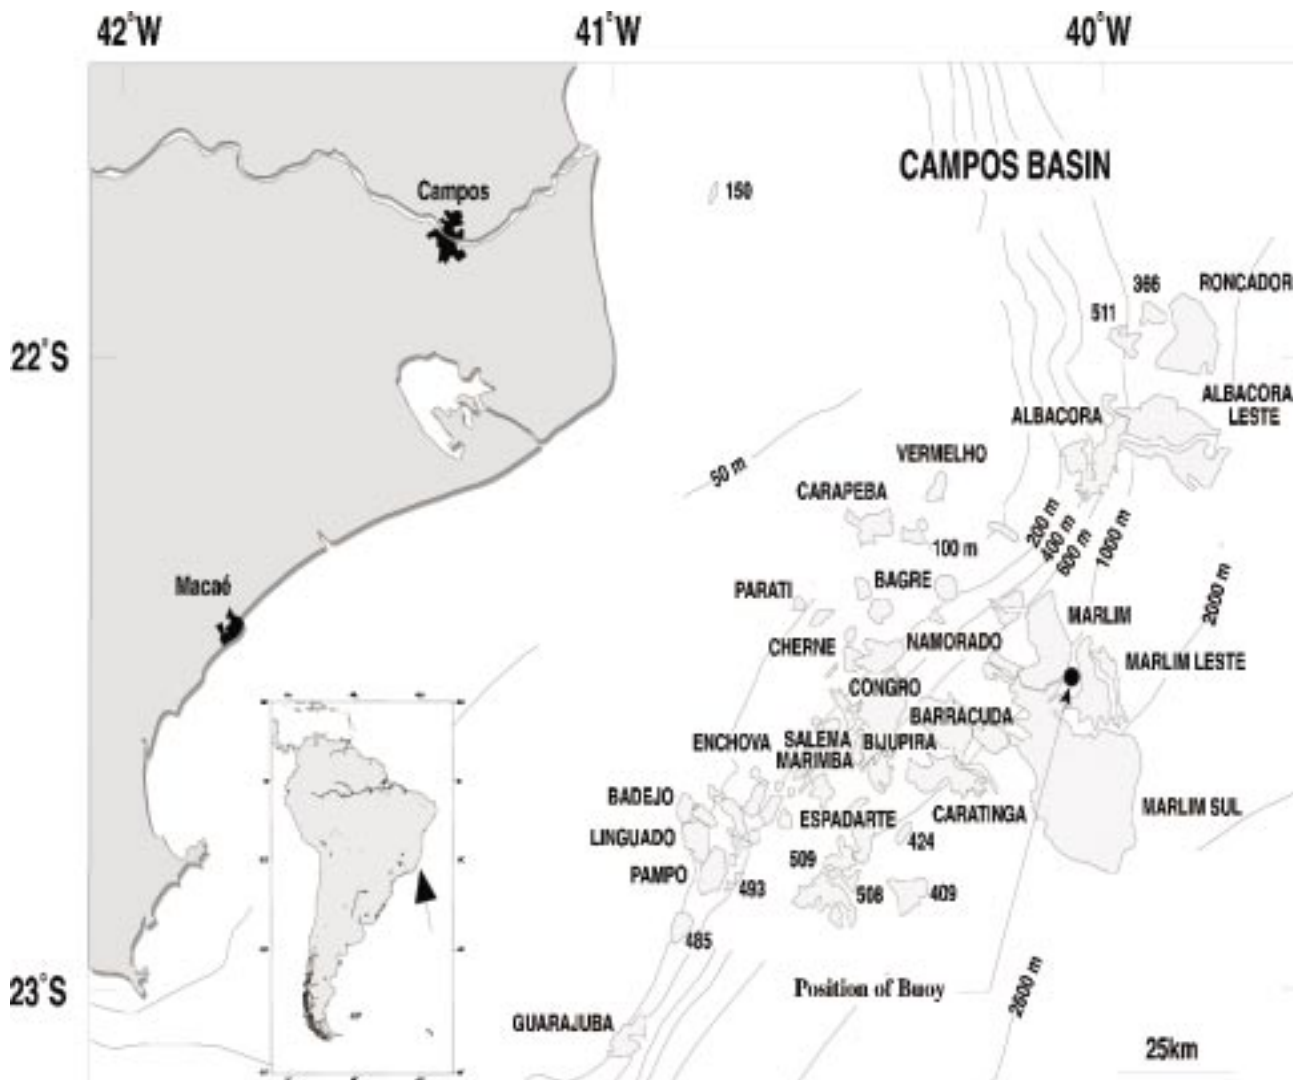 42°W
41°W
40°W
CAMPOS BASIN
Campos
150
366
RONCADOR
511
22°S
ALBACORA
LESTE
ALBACORA
VERMELHO
50 m
CARAPEBA
200 m
400 m
600 m
1000 m
100 m
Macaé
PARATI
BAGRE
2000 m
MARLIM
CHERNE
NAMORADO
MARLIM LESTE
CONGRO
BARRACUDA
ENCHOVA
SALEMA
BIJUPIRA
MARIMBA
BADEJO
ESPADARTE
CARATINGA
MARLIM SUL
LINGUADO
424
509
PAMPO
493
508
409
485
23°S
Position of Buoy
2600 m
GUARAJUBA
25km